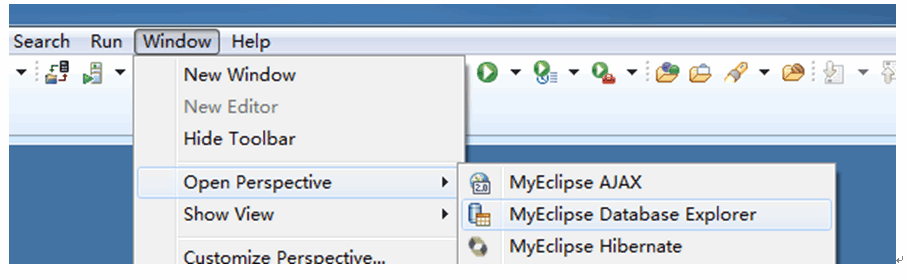 Search Run Window Help
New Window
New Editor
Hide Toolbar
Open Perspective
MyEclipse AJAX
Show View
MyEclipse Database Explorer
Customize Perspective...
MyEclipse Hibernate